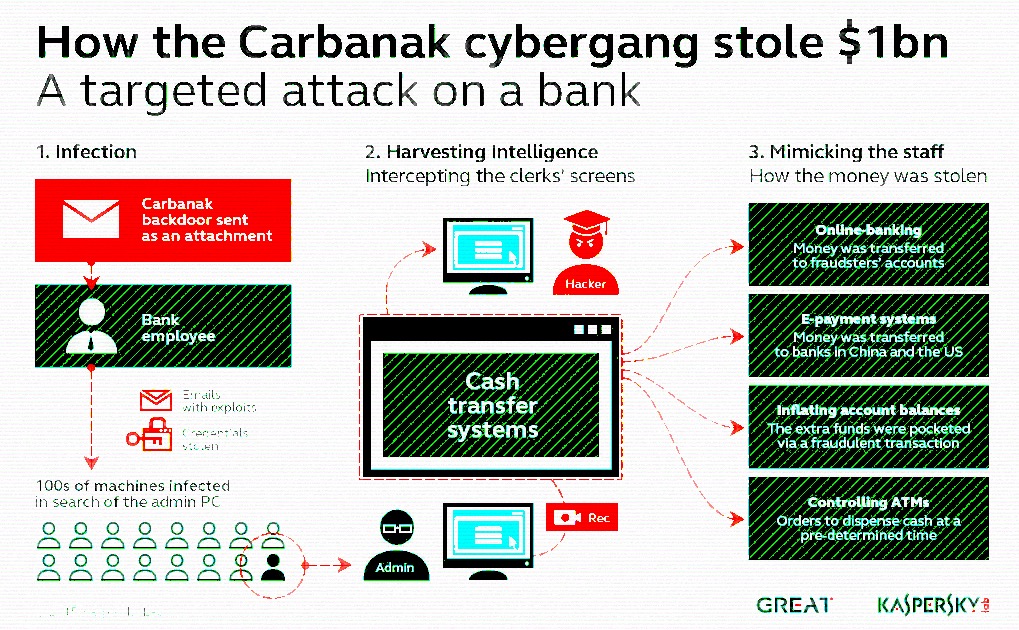 How the Carbanak cybergang stole $1bn
A targeted attack on a bank
1. Infection
Carbanak
backdoor sent
as an attachment
Bank
employee
Emails
with exploits
Credentials
stolen
100s of machines infected
in search of the admin PC
2. Harvesting Intelligence
Intercepting the clerks' screens
Hacker
Cash
transfer
systems
Rec
Admin
3. Mimicking the staff
How the money was stolen
Online-banking
Money was transferred
to fraudsters' accounts
E-payment systems
Money was transferred
to banks in China and the US
Inflating account balances
The extra funds were pocketed
via a fraudulent transaction
Controlling ATMs
Orders to dispense cash at a
pre-determined time
GREAT
KASPERSKY